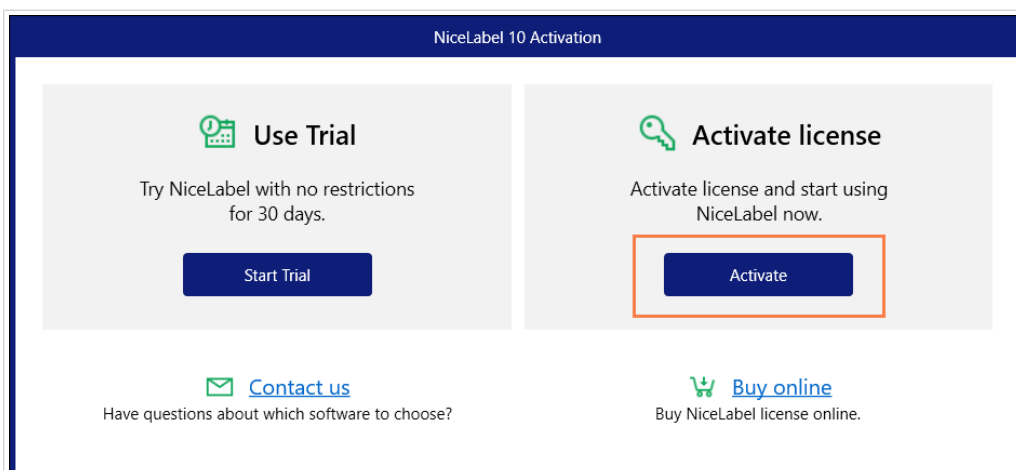 NiceLabel 10 Activation
Use Trial
Try NiceLabel with no restrictions
for 30 days.
Start Trial
Activate license
Activate license and start using
NiceLabel now.
Activate
Contact us
Have questions about which software to choose?
Buy online
Buy NiceLabel license online.